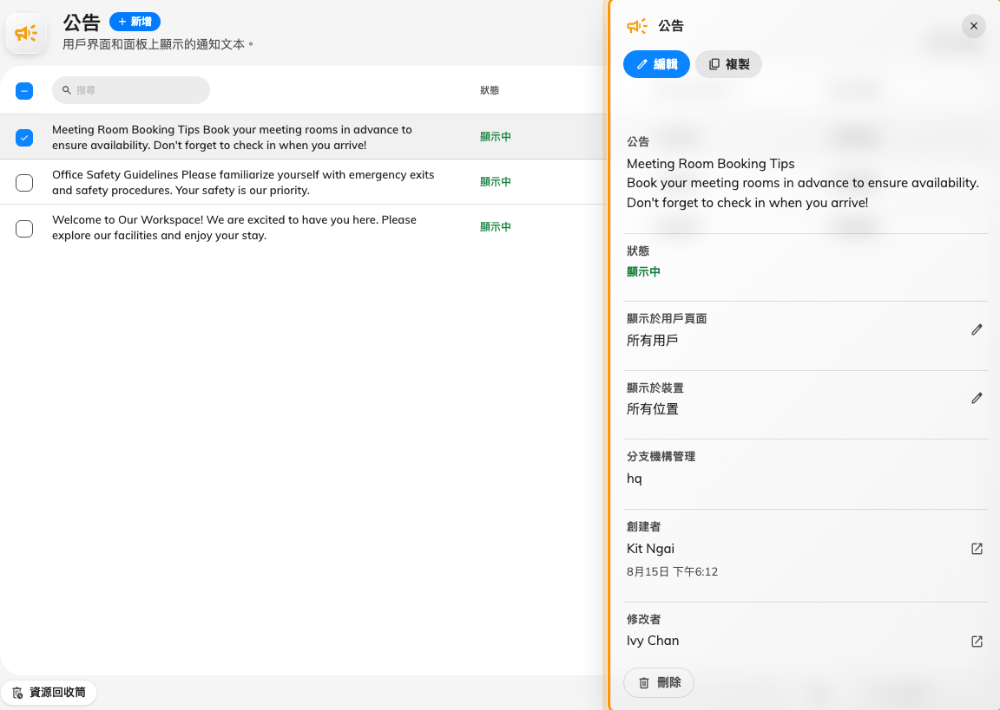 公告
+ 新增
用戶界面和面板上顯示的通知文本。
搜尋
狀態
Meeting Room Booking Tips Book your meeting rooms in advance to
ensure availability. Don't forget to check in when you arrive!
顯示中
Office Safety Guidelines Please familiarize yourself with emergency exits
and safety procedures. Your safety is our priority.
顯示中
Welcome to Our Workspace! We are excited to have you here. Please
explore our facilities and enjoy your stay.
顯示中
資源回收筒
公告
編輯
複製
公告
Meeting Room Booking Tips
Book your meeting rooms in advance to ensure availability.
Don't forget to check in when you arrive!
狀態
顯示中
顯示於用戶頁面
所有用戶
顯示於裝置
所有位置
分支機構管理
hq
創建者
Kit Ngai
8月15日 下午6:12
修改者
Ivy Chan
刪除